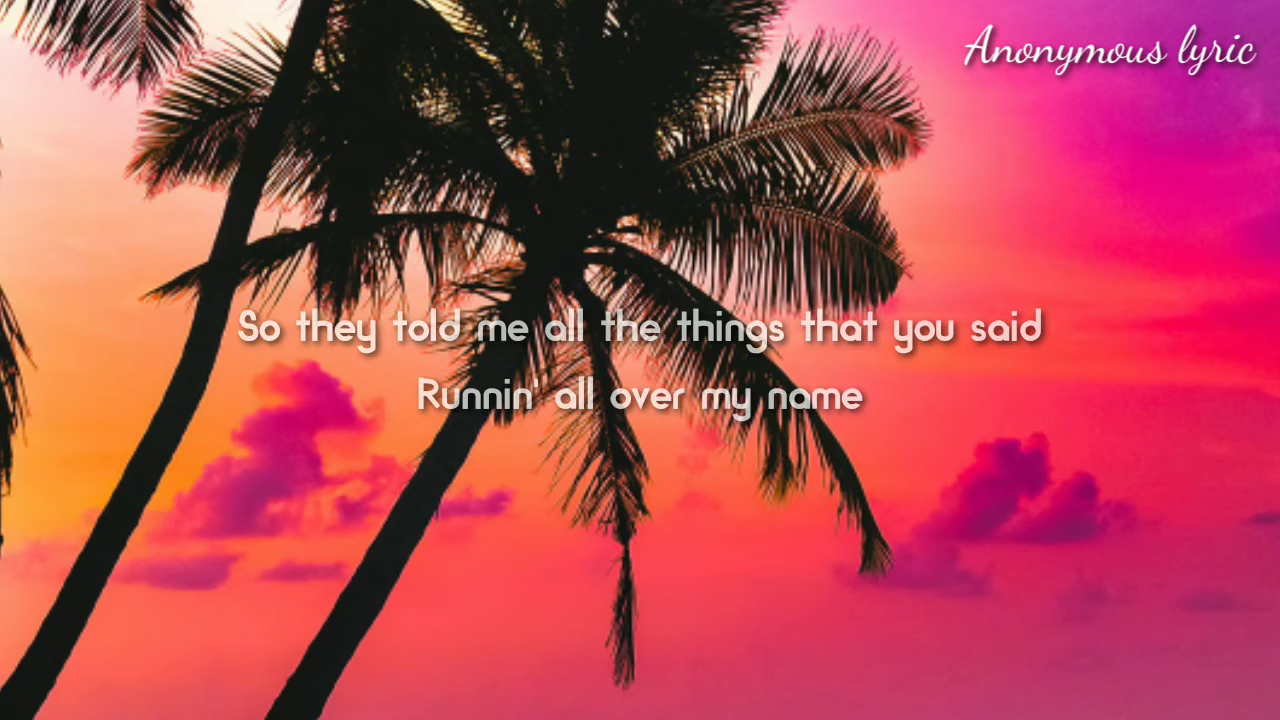 Anonymous lyric
So they told me all the things that you said
Runnin' all over my name